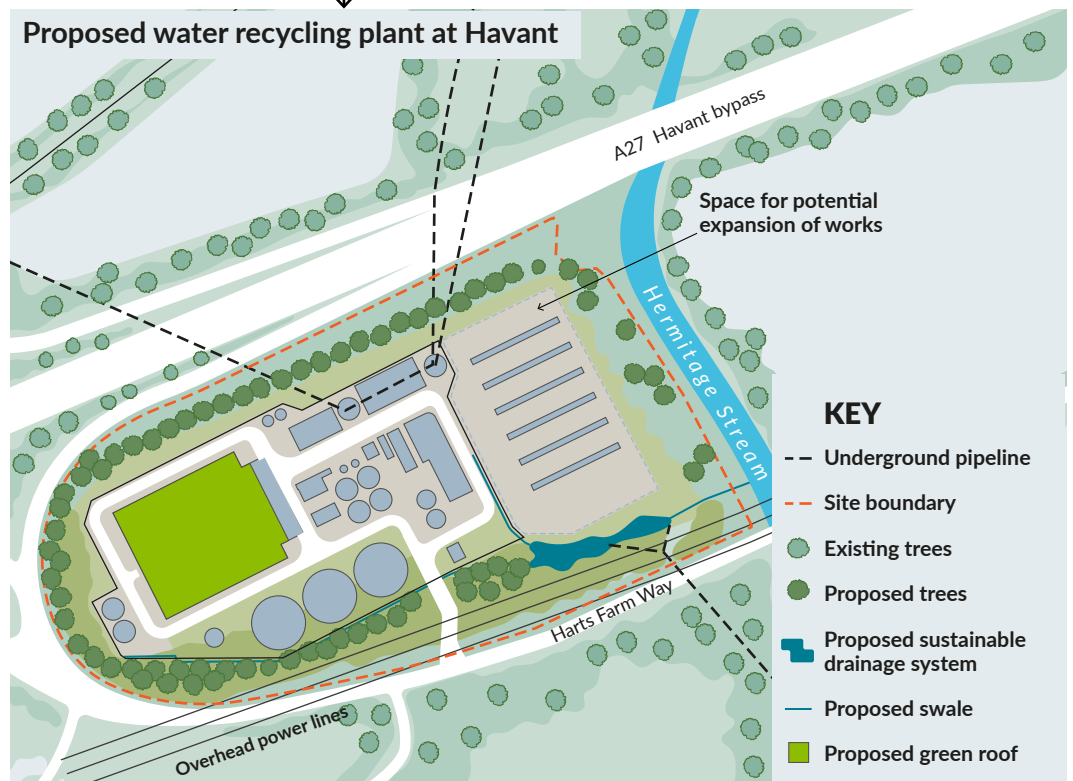 Proposed water recycling plant at Havant
A27 Havant bypass
Space for potential
expansion of works
Hermitage Stream
Harts Farm Way
Overhead power lines
KEY
Underground pipeline
Site boundary
Existing trees
Proposed trees
Proposed sustainable
drainage system
Proposed swale
Proposed green roof